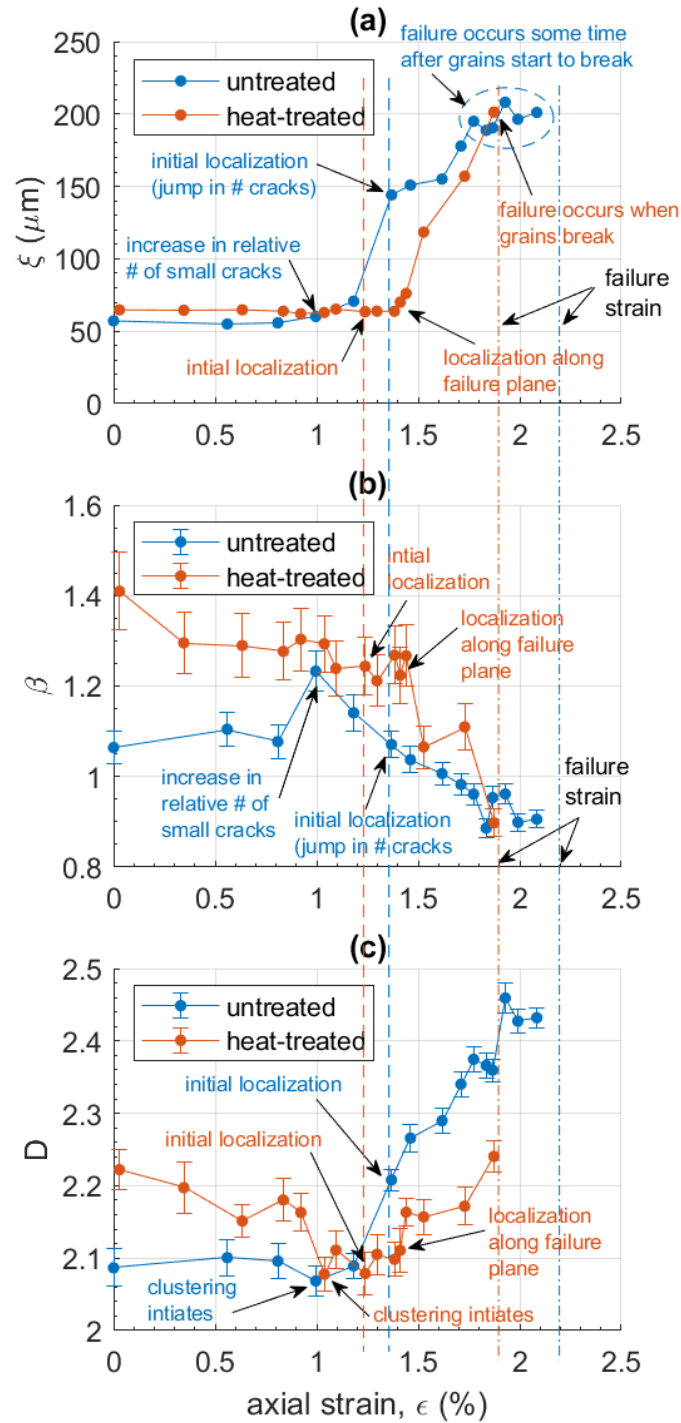 (a)
250
200
150
100
50
0
ξ (μm)
untreated
heat-treated
failure occurs some time
after grains start to break
initial localization
(jump in # cracks)
increase in relative
# of small cracks
intial localization
failure occurs when
grains break
failure
strain
localization along
failure plane
0
0.5
1
1.5
2
2.5
(b)
1.6
1.4
1.2
1
0.8
β
untreated
heat-treated
intial
localization
localization
along failure
plane
increase in
relative # of
small cracks
initial localization
(jump in # cracks
failure
strain
0
0.5
1
1.5
2
2.5
(c)
2.5
2.4
2.3
2.2
2.1
2
D
untreated
heat-treated
initial localization
initial localization
localization
along failure
plane
clustering
intiates
clustering intiates
0
0.5
1
1.5
2
2.5
axial strain, ϵ (%)